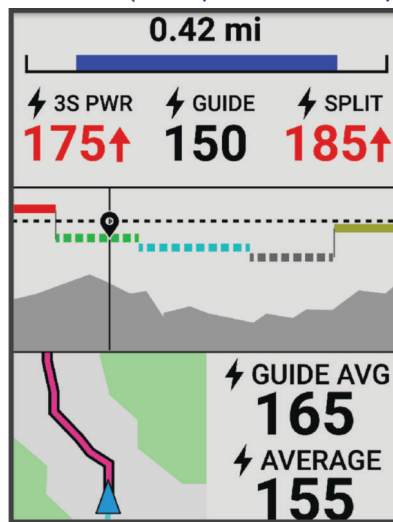 0.42 mi
3S PWR GUIDE SPLIT
175↑ 150 185↑
GUIDE AVG
165
AVERAGE
155